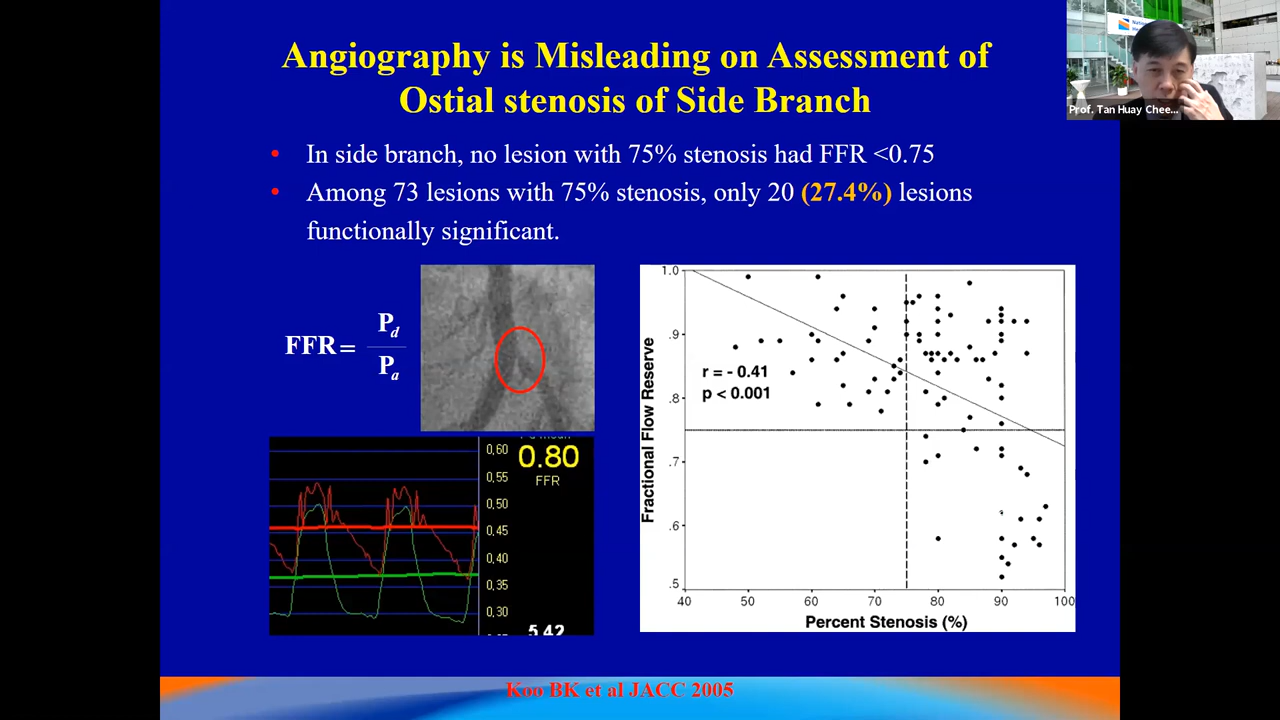 Angiography is Misleading on Assessment of
Ostial stenosis of Side Branch
Prof. Tan Huay Chee...
• In side branch, no lesion with 75% stenosis had FFR <0.75
• Among 73 lesions with 75% stenosis, only 20 (27.4%) lesions
functionally significant.
FFR = Pd
Pa
0.80
FFR
0,60
0,55
0,50
0,45
0,40
0,35
0,30
5.42
Fractional Flow Reserve
1.0
.9
.8
.7
.6
.5
r = - 0.41
p < 0.001
40 50 60 70 80 90 100
Percent Stenosis (%)
Koo BK et al JACC 2005